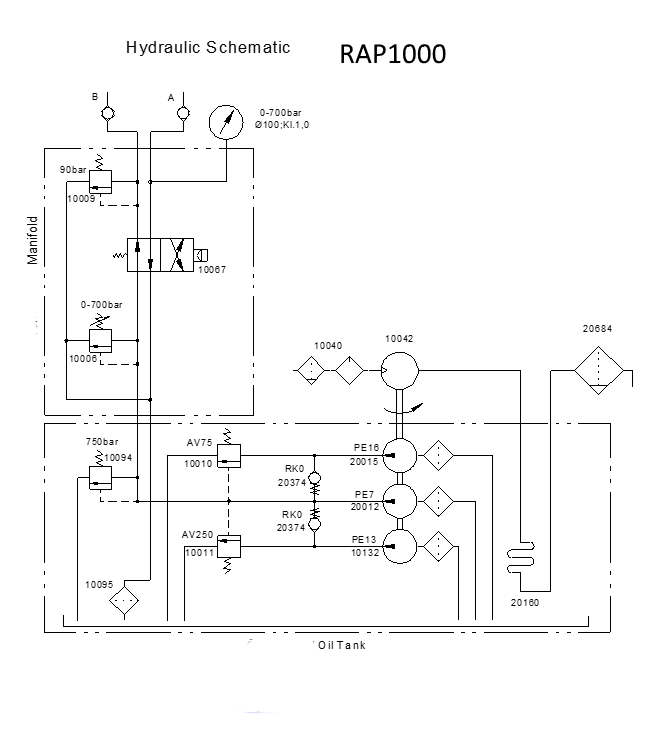 Hydraulic Schematic
RAP1000
B
A
0-700bar
Ø100;Kl.1,0
90bar
10009
Manifold
10067
0-700bar
10006
10040
10042
20684
750bar
10094
AV75
10010
RK0
20374
PE16
20015
PE7
20012
RK0
20374
AV250
10011
PE13
10132
10095
20160
Oil Tank